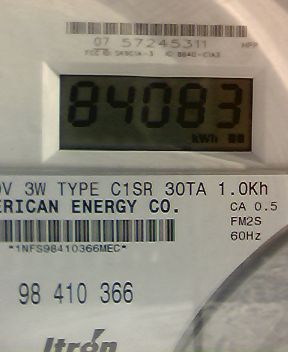 07 57245311 HPP
84083
kWh
V 3W TYPE C1SR 30TA 1.0Kh
ERICAN ENERGY CO. CA 0.5
FM2S
60Hz
*1NFS98410366MEC*
98 410 366
Itron